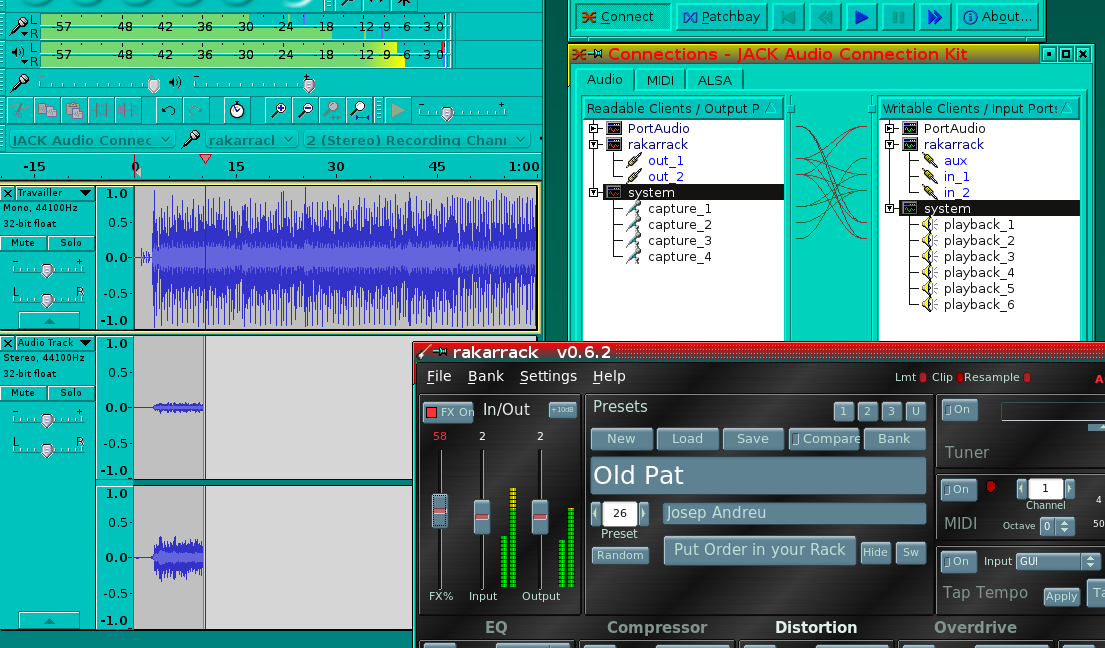 L
R
-57 -48 -36 -30 -24 -18 -12 -9 -6 -3 0
L
R
-57 -48 -36 -30 -24 -18 -12 -9 -6 -3 0
- +
- +
JACK Audio Connec
rakarracl
2 (Stereo) Recording Chann
-15 0 15 30 45 1:00
Travailler
Mono, 44100Hz
32-bit float
Mute Solo
- +
L R
1.0
0.5
0.0
-0.5
-1.0
Audio Track
Stereo, 44100Hz
32-bit float
Mute Solo
- +
L R
1.0
0.5
0.0
-0.5
-1.0
1.0
0.5
0.0
-0.5
-1.0
Connect
Patchbay
About...
Connections - JACK Audio Connection Kit
Audio MIDI ALSA
Readable Clients / Output P
PortAudio
rakarrack
out_1
out_2
system
capture_1
capture_2
capture_3
capture_4
Writable Clients / Input Ports
PortAudio
rakarrack
aux
in_1
in_2
system
playback_1
playback_2
playback_3
playback_4
playback_5
playback_6
rakarrack v0.6.2
File Bank Settings Help
Lmt Clip Resample
FX On In/Out +10dB
58 2 2
FX% Input Output
Presets 1 2 3 U
New Load Save Compare Bank
Old Pat
26
Josep Andreu
Preset
Random
Put Order in your Rack
Hide Sw
On
Tuner
On 1
Channel
MIDI Octave 0
On Input GUI
Tap Tempo Apply
EQ Compressor Distortion Overdrive